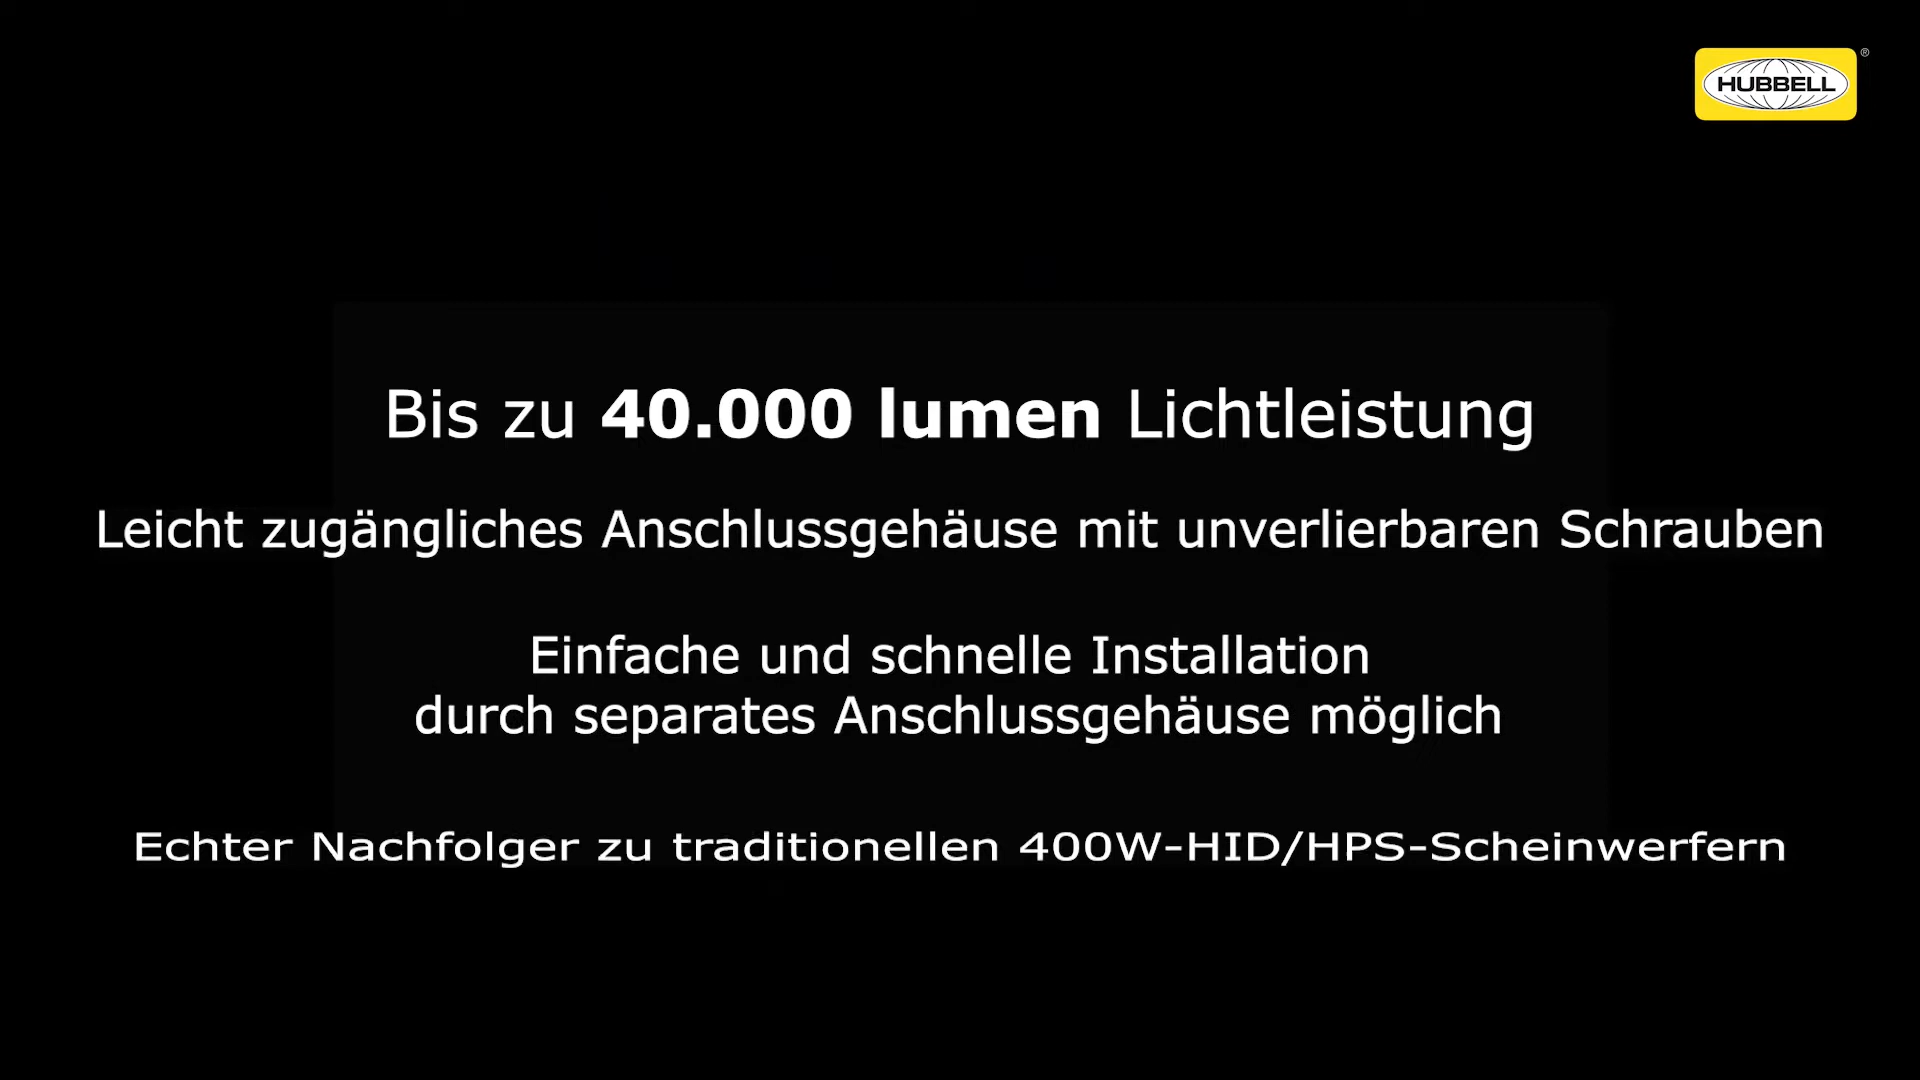 HUBBELL ®
Bis zu 40.000 lumen Lichtleistung
Leicht zugängliches Anschlussgehäuse mit unverlierbaren Schrauben
Einfache und schnelle Installation
durch separates Anschlussgehäuse möglich
Echter Nachfolger zu traditionellen 400W-HID/HPS-Scheinwerfern